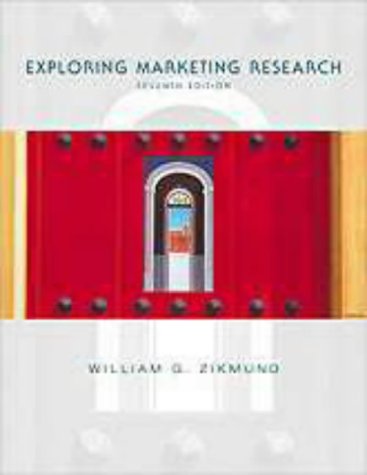 EXPLORING MARKETING RESEARCH
SEVENTH EDITION
WILLIAM G. ZIKMUND